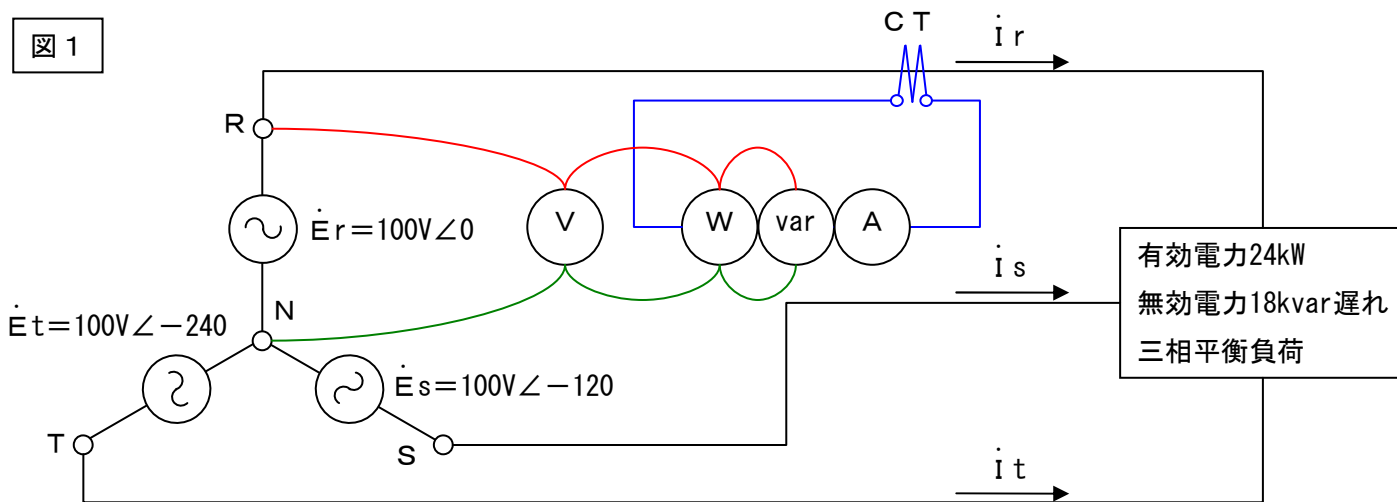 図1
CT
İr
R
V
W
var
A
Ėr=100V∠0
İs
有効電力24kW
無効電力18kvar遅れ
三相平衡負荷
N
Ėt=100V∠-240
Ės=100V∠-120
T
S
İt